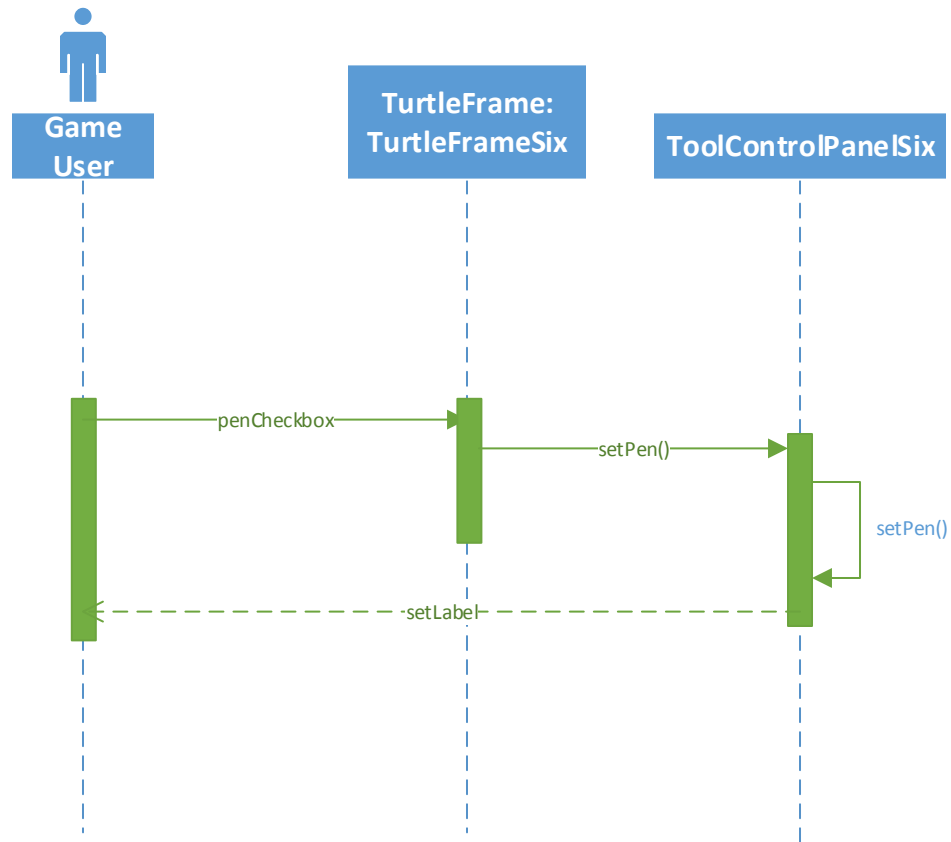 Game
User
TurtleFrame:
TurtleFrameSix
ToolControlPanelSix
penCheckbox
setPen()
setPen()
setLabel